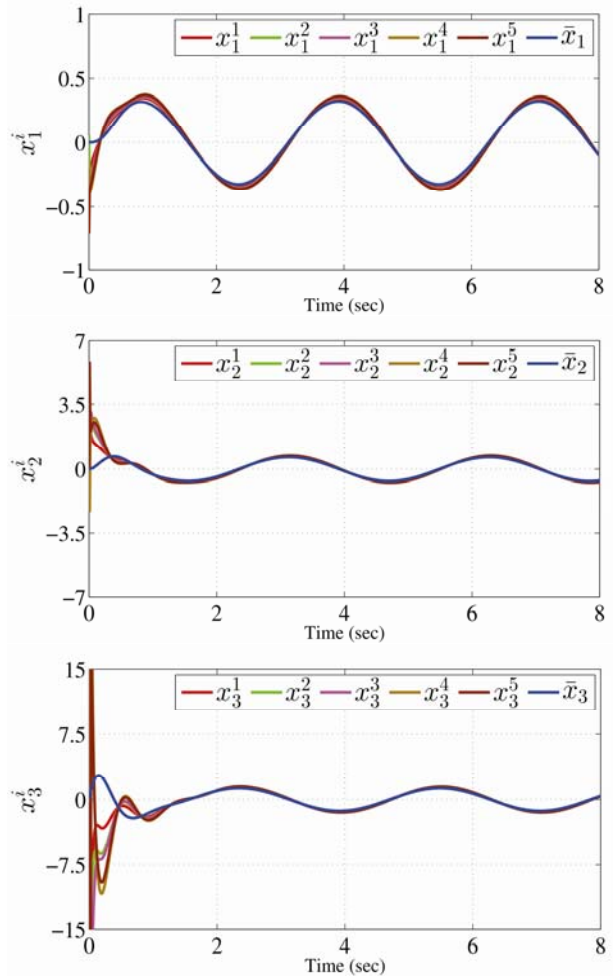 1
x_1^1 x_1^2 x_1^3 x_1^4 x_1^5 x̄_1
0.5
x_1^i
0
−0.5
−1
0 2 4 6 8
Time (sec)
7
x_2^1 x_2^2 x_2^3 x_2^4 x_2^5 x̄_2
3.5
x_2^i
0
−3.5
−7
0 2 4 6 8
Time (sec)
15
x_3^1 x_3^2 x_3^3 x_3^4 x_3^5 x̄_3
7.5
x_3^i
0
−7.5
−15
0 2 4 6 8
Time (sec)